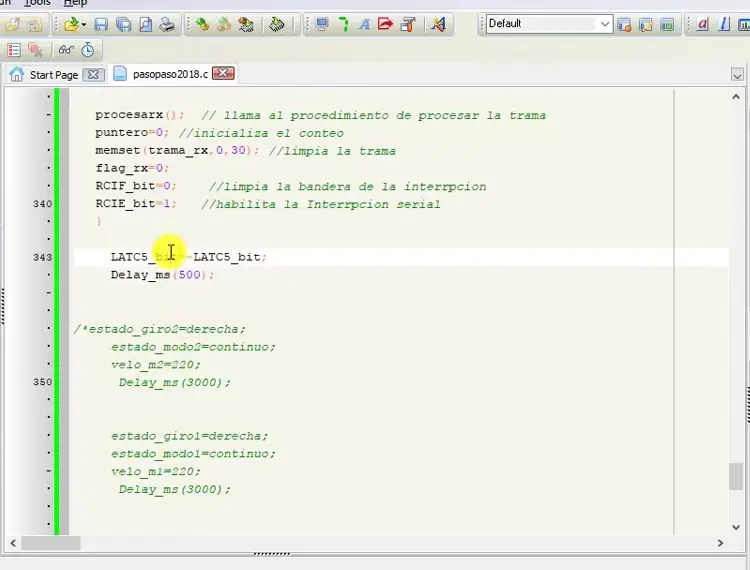 un Tools Help
Default
Start Page pasopaso2018.c
procesarx(); // llama al procedimiento de procesar la trama
puntero=0; //inicializa el conteo
memset(trama_rx,0,30); //limpia la trama
flag_rx=0;
RCIF_bit=0; //limpia la bandera de la interrpcion
340 RCIE_bit=1; //habilita la Interrpcion serial
}
343 LATC5_bit LATC5_bit;
Delay_ms(500);
/*estado_giro2=derecha;
estado_modo2=continuo;
velo_m2=220;
350 Delay_ms(3000);
estado_giro1=derecha;
estado_modo1=continuo;
velo_m1=220;
Delay_ms(3000);